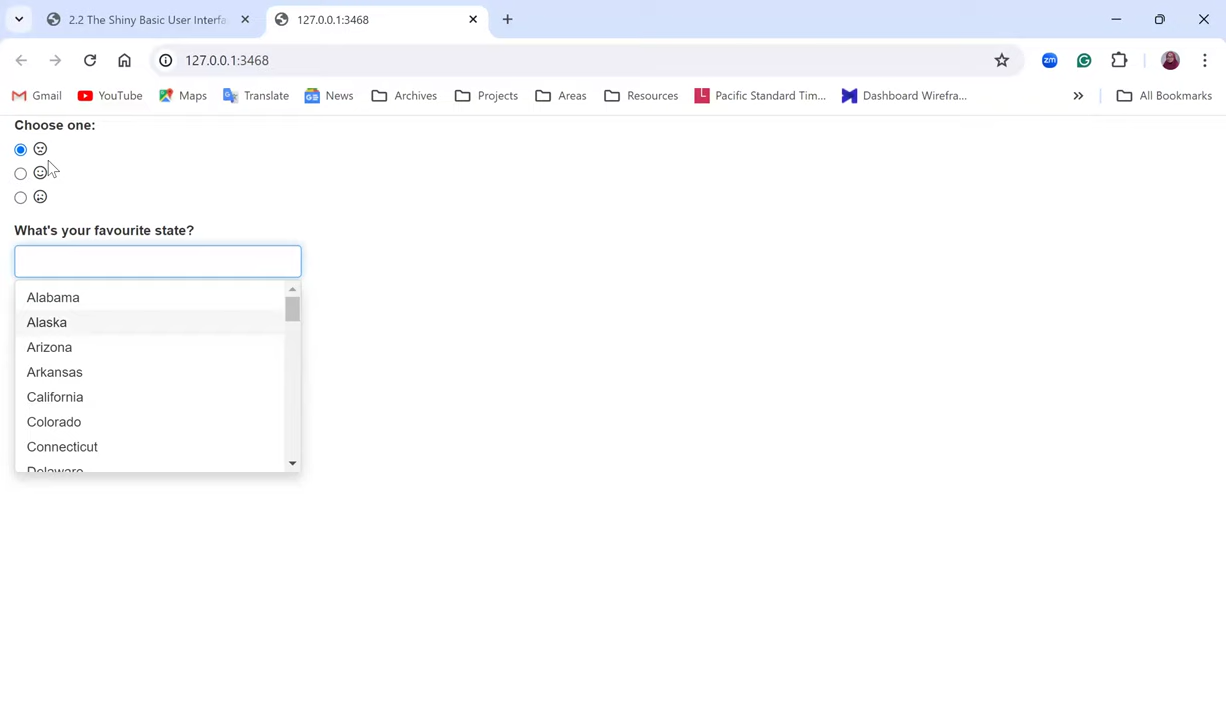 2.2 The Shiny Basic User Interfa
127.0.0.1:3468
127.0.0.1:3468
zm
Gmail YouTube Maps Translate News Archives Projects Areas Resources Pacific Standard Tim... Dashboard Wirefra... » All Bookmarks
Choose one:
What's your favourite state?
Alabama
Alaska
Arizona
Arkansas
California
Colorado
Connecticut
Delaware